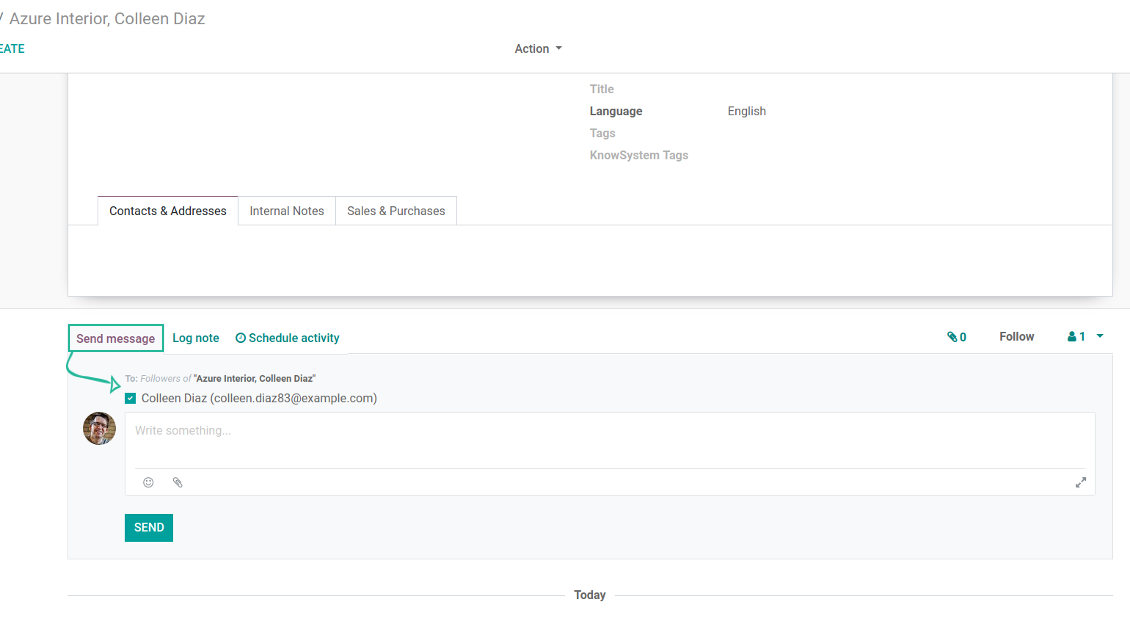 / Azure Interior, Colleen Diaz
EATE
Action
Title
Language English
Tags
KnowSystem Tags
Contacts & Addresses Internal Notes Sales & Purchases
Send message Log note Schedule activity 0 Follow 1
To: Followers of "Azure Interior, Colleen Diaz"
Colleen Diaz (colleen.diaz83@example.com)
Write something...
SEND
Today